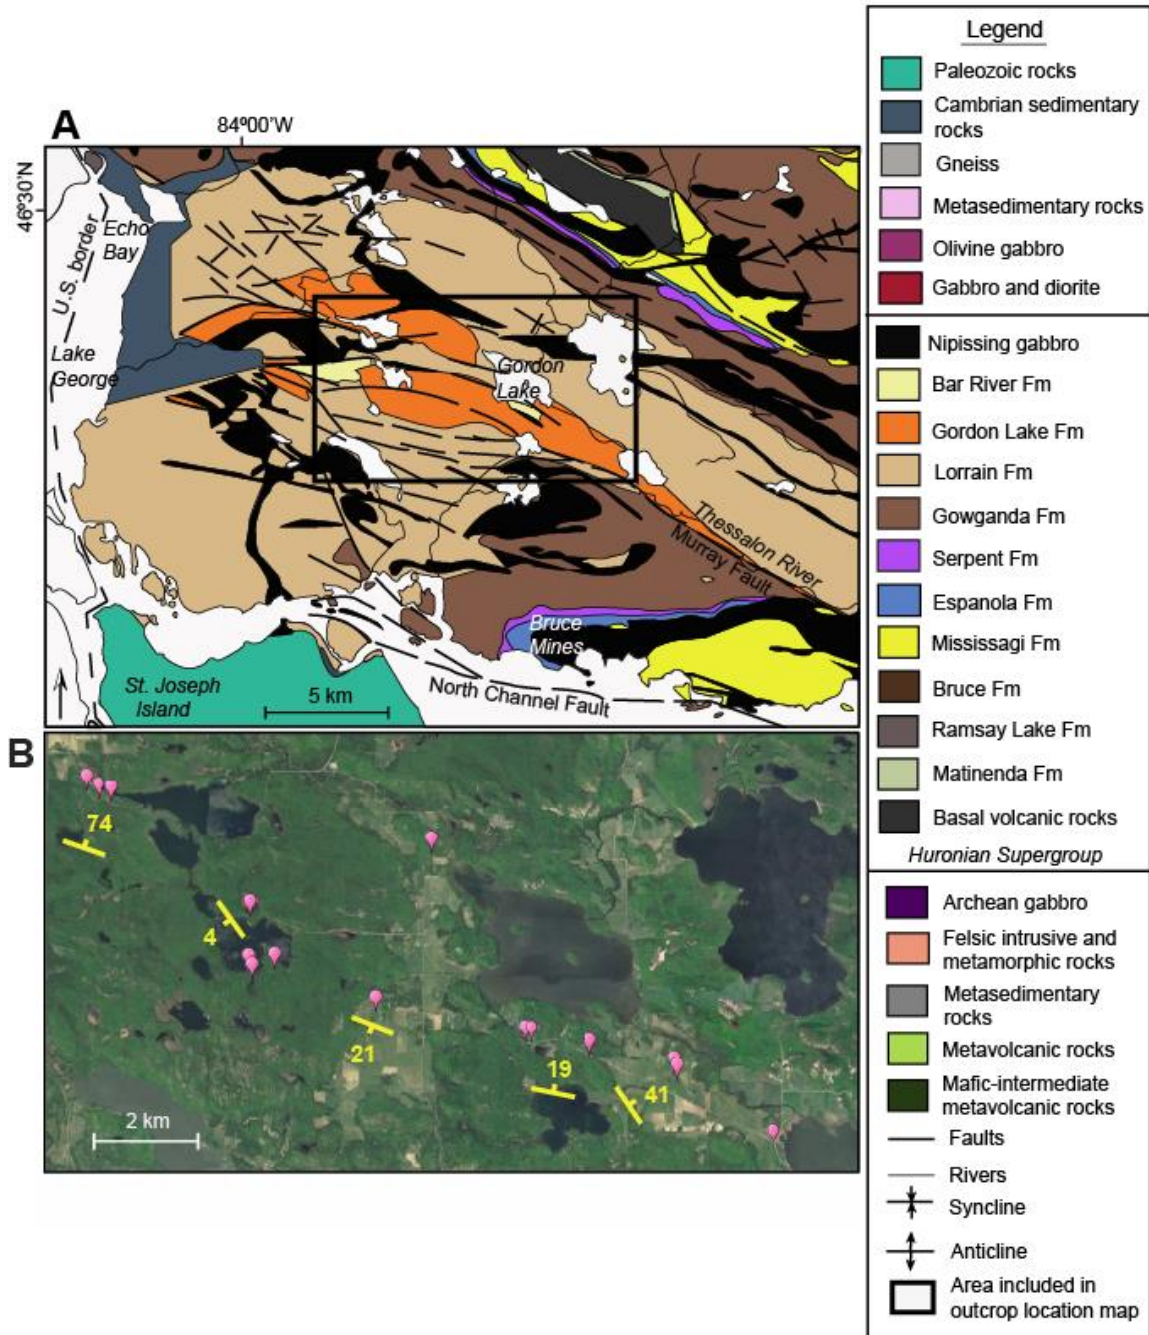 A
84°00'W
46°30'N
U.S. border
Echo
Bay
Lake
George
Gordon
Lake
Thessalon River
Murray Fault
Bruce
Mines
St. Joseph
Island
5 km
North Channel Fault
B
74
4
21
19
41
2 km
Legend
Paleozoic rocks
Cambrian sedimentary
rocks
Gneiss
Metasedimentary rocks
Olivine gabbro
Gabbro and diorite
Nipissing gabbro
Bar River Fm
Gordon Lake Fm
Lorrain Fm
Gowganda Fm
Serpent Fm
Espanola Fm
Mississagi Fm
Bruce Fm
Ramsay Lake Fm
Matinenda Fm
Basal volcanic rocks
Huronian Supergroup
Archean gabbro
Felsic intrusive and
metamorphic rocks
Metasedimentary
rocks
Metavolcanic rocks
Mafic-intermediate
metavolcanic rocks
Faults
Rivers
Syncline
Anticline
Area included in
outcrop location map